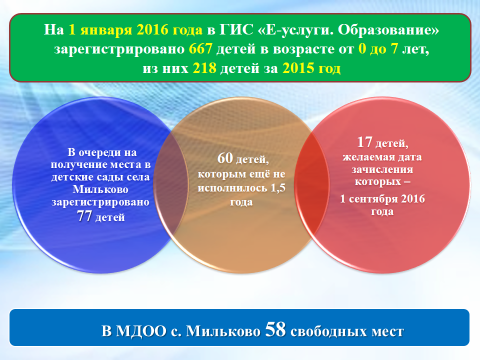 На 1 января 2016 года в ГИС «Е-услуги. Образование»
зарегистрировано 667 детей в возрасте от 0 до 7 лет,
из них 218 детей за 2015 год
В очереди на
получение места в
детские сады села
Мильково
зарегистрировано
77 детей
60 детей,
которым ещё не
исполнилось 1,5
года
17 детей,
желаемая дата
зачисления
которых –
1 сентября 2016
года
В МДОО с. Мильково 58 свободных мест